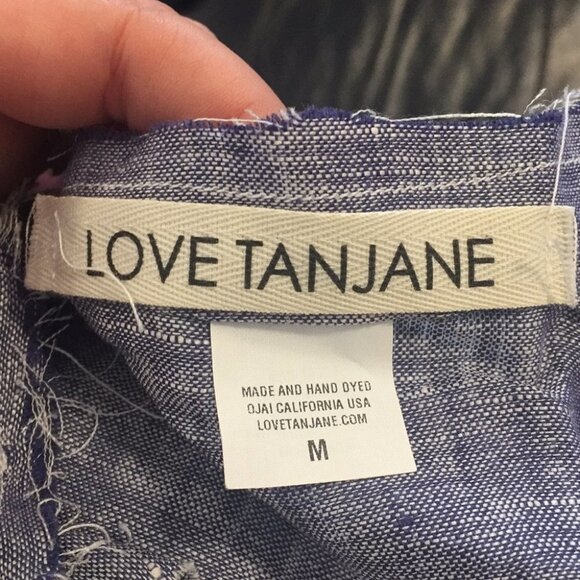 LOVE TANJANE
MADE AND HAND DYED
OJAI CALIFORNIA USA
LOVETANJANE.COM
M